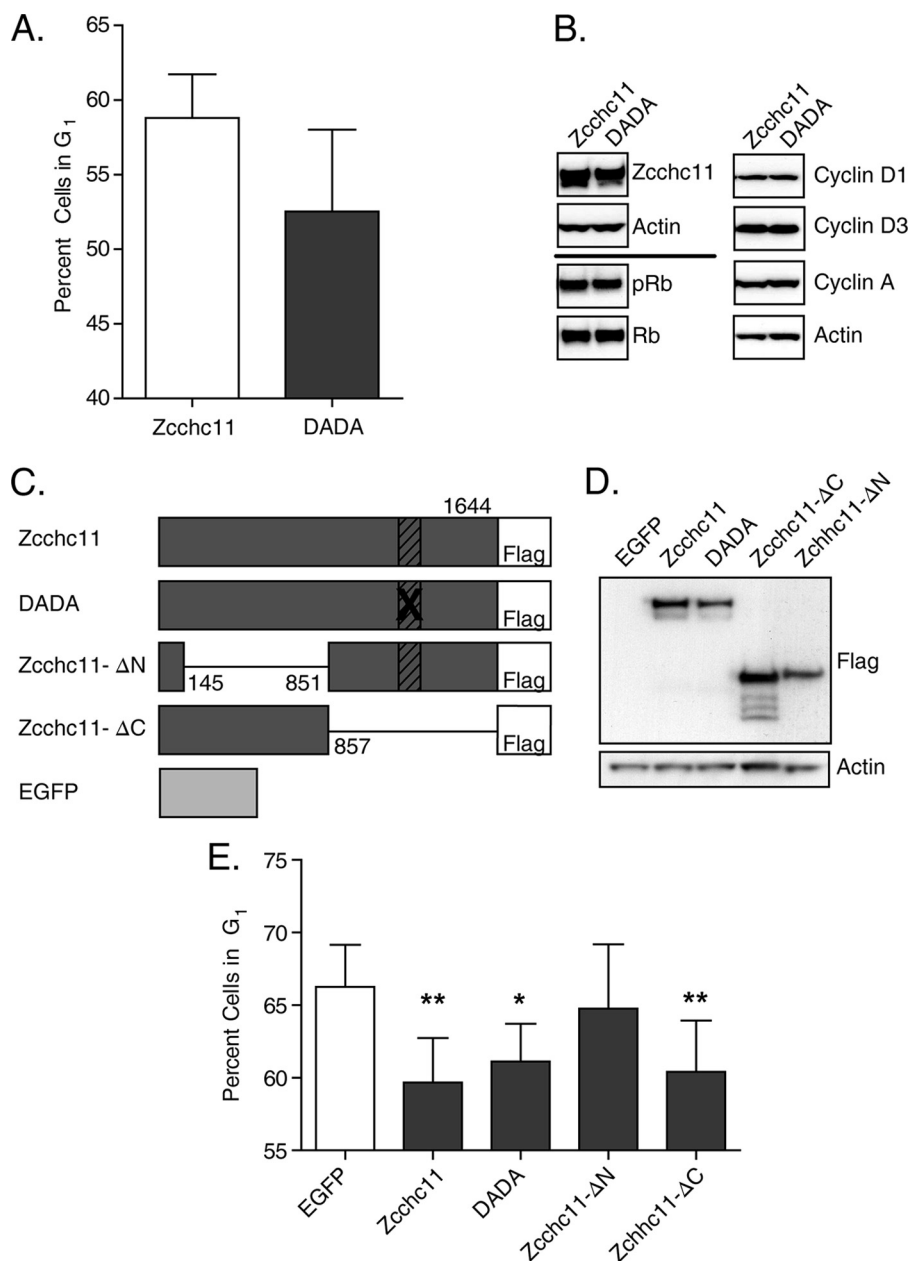 A.
65
60
55
50
45
40
Percent Cells in G1
Zcchc11
DADA
B.
Zcchc11
DADA
Zcchc11
Actin
pRb
Rb
Zcchc11
DADA
Cyclin D1
Cyclin D3
Cyclin A
Actin
C.
1644
Zcchc11
Flag
DADA
X
Flag
Zcchc11- ΔN
145
851
Flag
Zcchc11- ΔC
857
Flag
EGFP
D.
EGFP
Zcchc11
DADA
Zcchc11-ΔC
Zchhc11-ΔN
Flag
Actin
E.
75
70
65
60
55
Percent Cells in G1
**
*
**
EGFP
Zcchc11
DADA
Zcchc11-ΔN
Zchhc11-ΔC